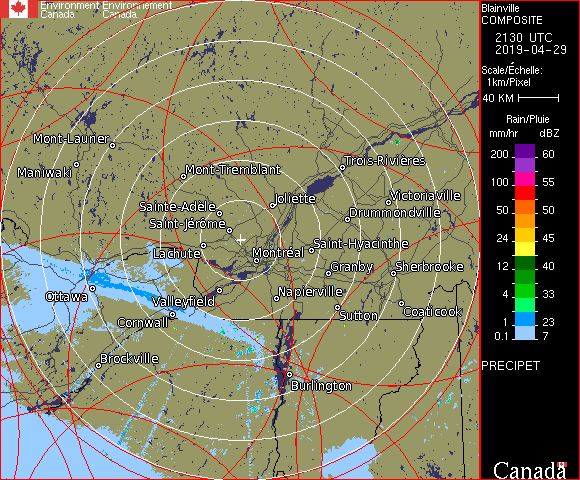 Environment Environnement
Canada Canada
Blainville
COMPOSITE
2130 UTC
2019-04-29
Scale/Échelle:
1km/Pixel
40 KM
Rain/Pluie
mm/hr dBZ
200 60
100 55
50 50
24 45
12 40
4 33
1 23
0.1 7
PRECIPET
Canada
Mont-Laurier
Maniwaki
Mont-Tremblant
Trois-Rivières
Joliette
Victoriaville
Sainte-Adèle
Drummondville
Saint-Jérôme
Lachute
Montréal
Saint-Hyacinthe
Granby
Sherbrooke
Ottawa
Valleyfield
Napierville
Cornwall
Sutton
Coaticook
Brockville
Burlington